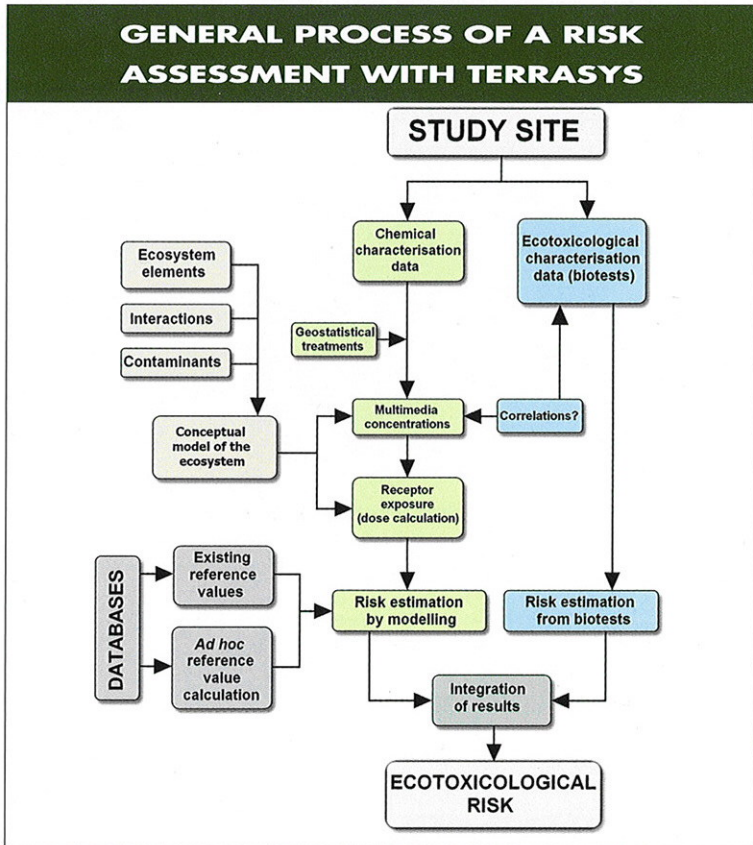 GENERAL PROCESS OF A RISK
ASSESSMENT WITH TERRASYS
STUDY SITE
Chemical
characterisation
data
Ecotoxicological
characterisation
data (biotests)
Ecosystem
elements
Interactions
Contaminants
Geostatistical
treatments
Conceptual
model of the
ecosystem
Multimedia
concentrations
Correlations?
Receptor
exposure
(dose calculation)
DATABASES
Existing
reference
values
Ad hoc
reference
value
calculation
Risk estimation
by modelling
Risk estimation
from biotests
Integration
of results
ECOTOXICOLOGICAL
RISK